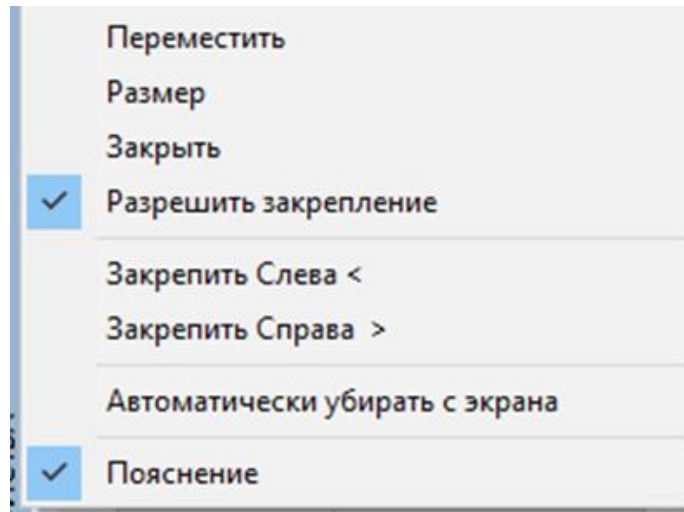 Переместить
Размер
Закрыть
Разрешить закрепление
Закрепить Слева <
Закрепить Справа >
Автоматически убирать с экрана
Пояснение